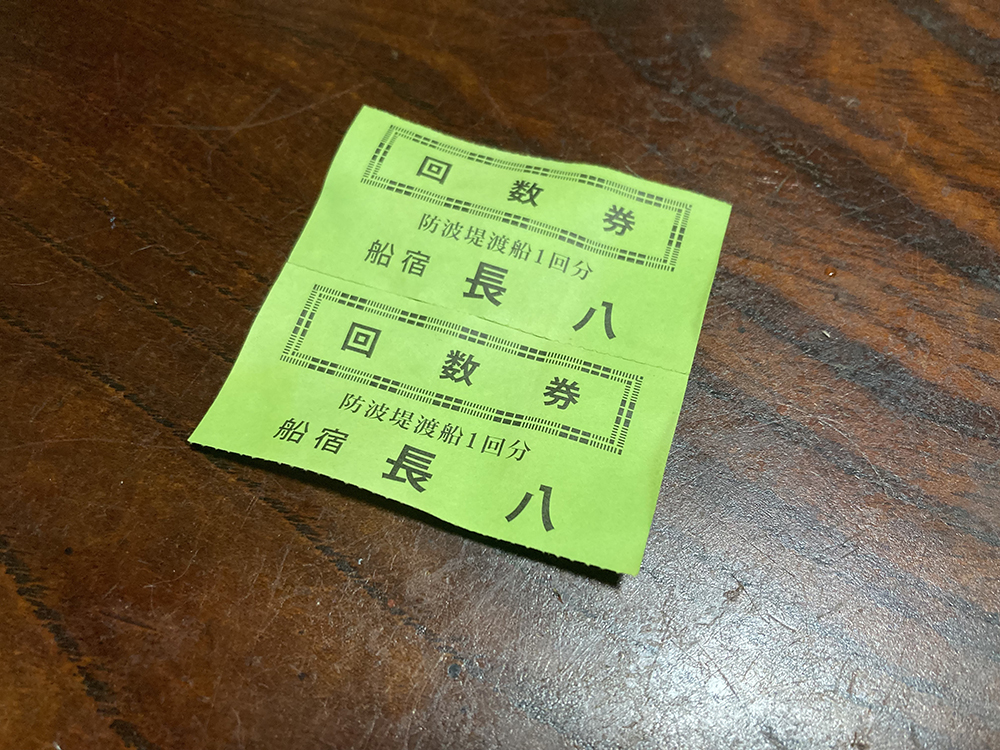 回数券
防波堤渡船1回分
船宿 長八
回数券
防波堤渡船1回分
船宿 長八